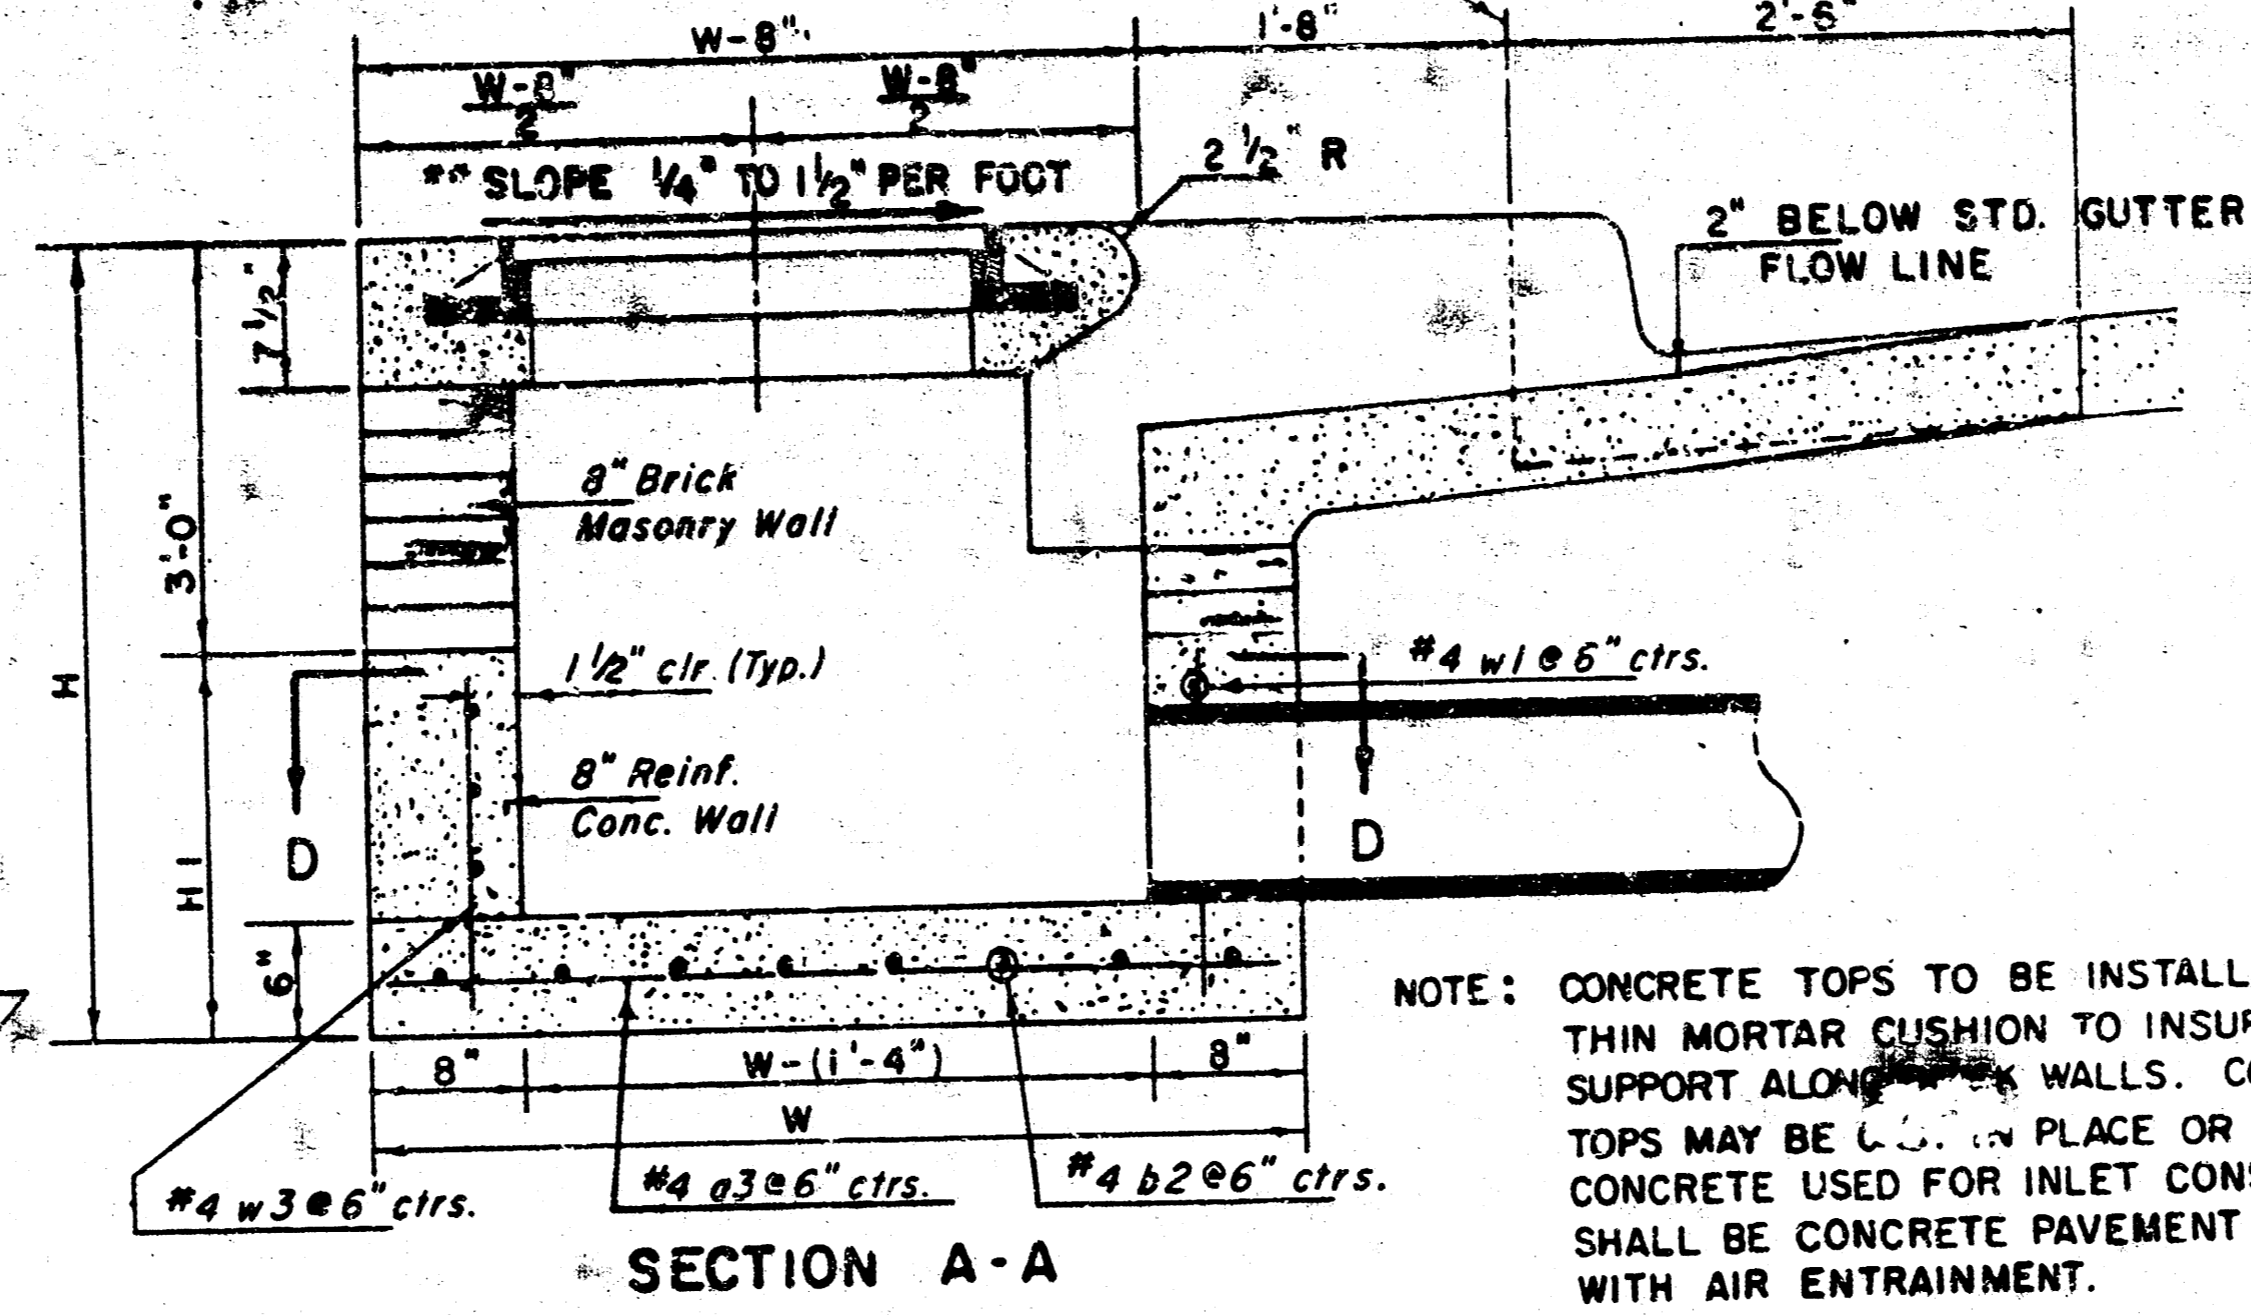 W-8" 1'-8" 2'-6"
W-8" W-8"
2 2
** SLOPE 1/4" TO 1 1/2" PER FOOT
2 1/2" R
2" BELOW STD. GUTTER
FLOW LINE
7 1/2"
3'-0"
8" Brick
Masonry Wall
H
1 1/2" clr. (Typ.)
#4 w1 @ 6" ctrs.
8" Reinf.
Conc. Wall
D
D
H1
6"
8" W-(1'-4") 8"
W
#4 w3 @ 6" ctrs.
#4 a3 @ 6" ctrs.
#4 b2 @ 6" ctrs.
SECTION A-A
NOTE: CONCRETE TOPS TO BE INSTALL
THIN MORTAR CUSHION TO INSUR
SUPPORT ALONG WALLS. CO
TOPS MAY BE IN PLACE OR
CONCRETE USED FOR INLET CONS
SHALL BE CONCRETE PAVEMENT
WITH AIR ENTRAINMENT.